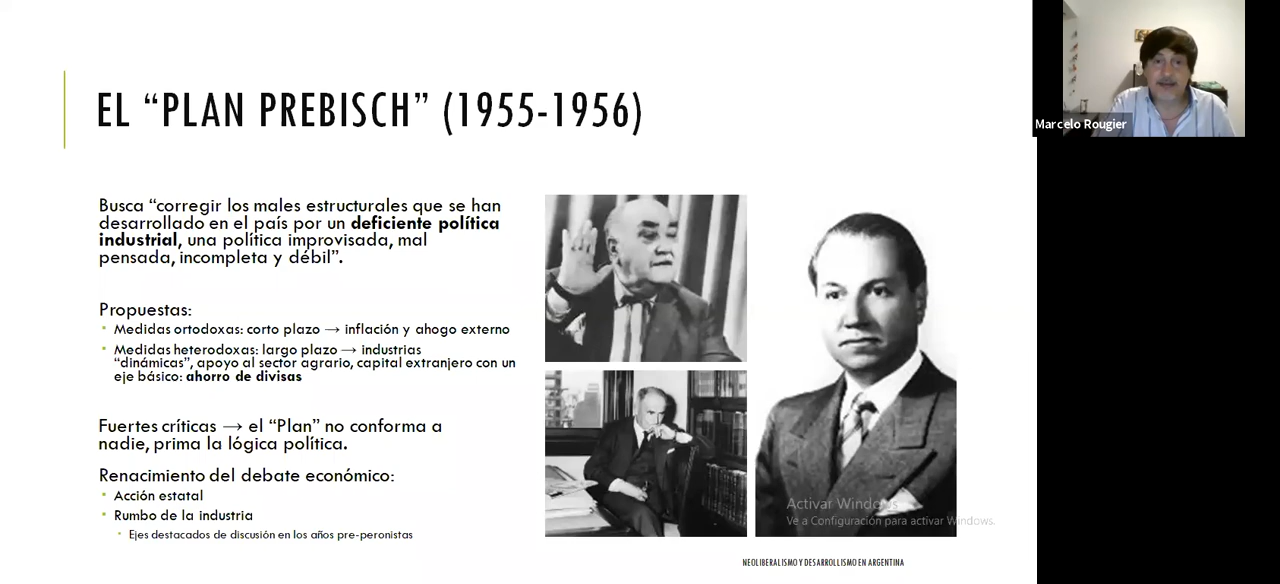 EL “PLAN PREBISCH” (1955-1956)
Marcelo Rougier
Busca “corregir los males estructurales que se han
desarrollado en el país por un deficiente política
industrial, una política improvisada, mal
pensada, incompleta y débil”.
Propuestas:
• Medidas ortodoxas: corto plazo → inflación y ahogo externo
• Medidas heterodoxas: largo plazo → industrias
“dinámicas”, apoyo al sector agrario, capital extranjero con un
eje básico: ahorro de divisas
Fuertes críticas → el “Plan” no conforma a
nadie, prima la lógica política.
Renacimiento del debate económico:
• Acción estatal
• Rumbo de la industria
• Ejes destacados de discusión en los años pre-peronistas
Activar Windows
Ve a Configuración para activar Windows.
NEOLIBERALISMO Y DESARROLLISMO EN ARGENTINA